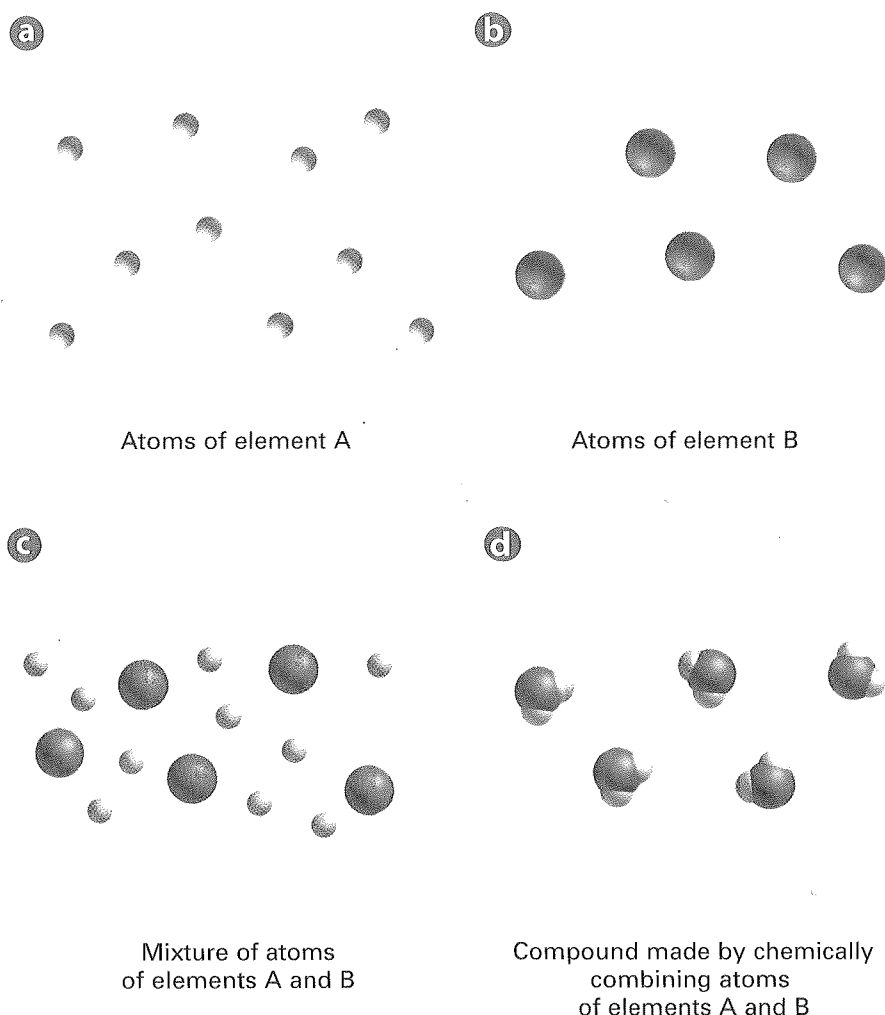 a
b
Atoms of element A
Atoms of element B
c
d
Mixture of atoms
of elements A and B
Compound made by chemically
combining atoms
of elements A and B